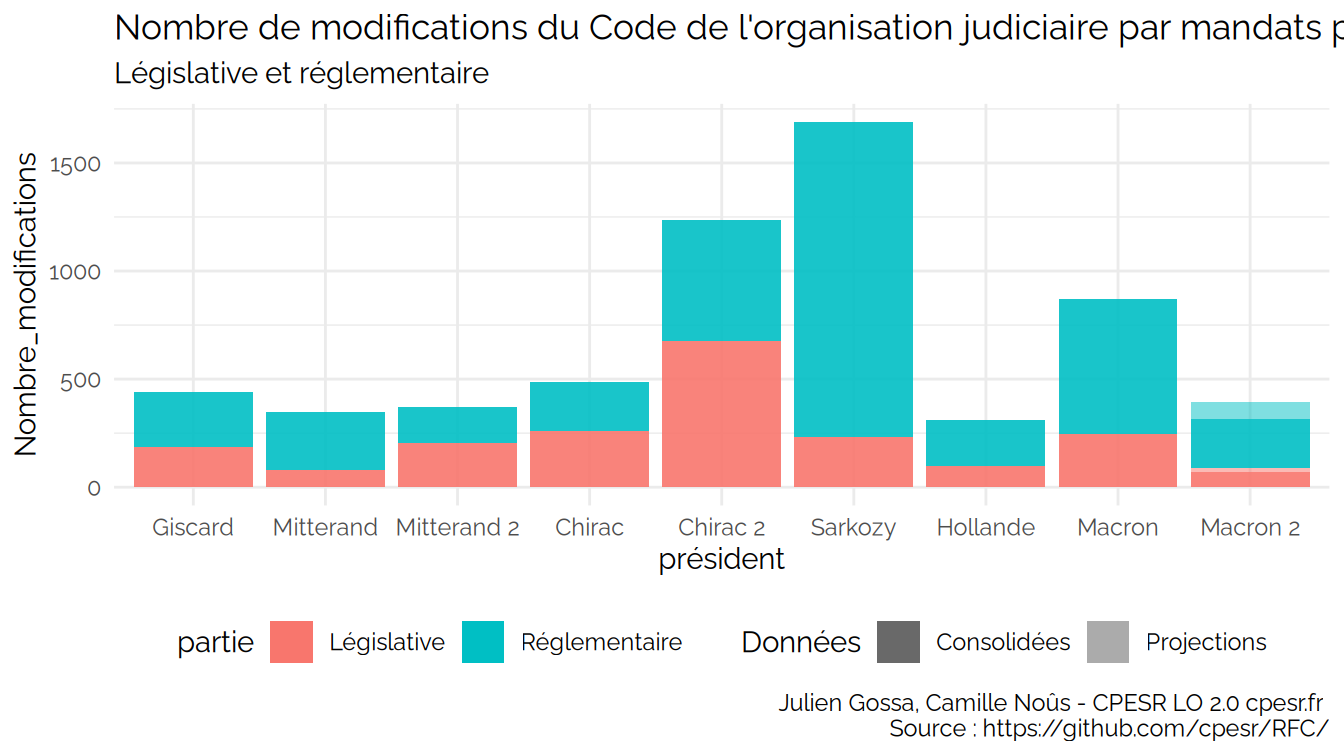 Nombre de modifications du Code de l'organisation judiciaire par mandats
Législative et réglementaire
Nombre_modifications
1500
1000
500
0
Giscard Mitterand Mitterand 2 Chirac Chirac 2 Sarkozy Hollande Macron Macron 2
président
partie Législative Réglementaire Données Consolidées Projections
Julien Gossa, Camille Noûs - CPESR LO 2.0 cpesr.fr
Source : https://github.com/cpesr/RFC/